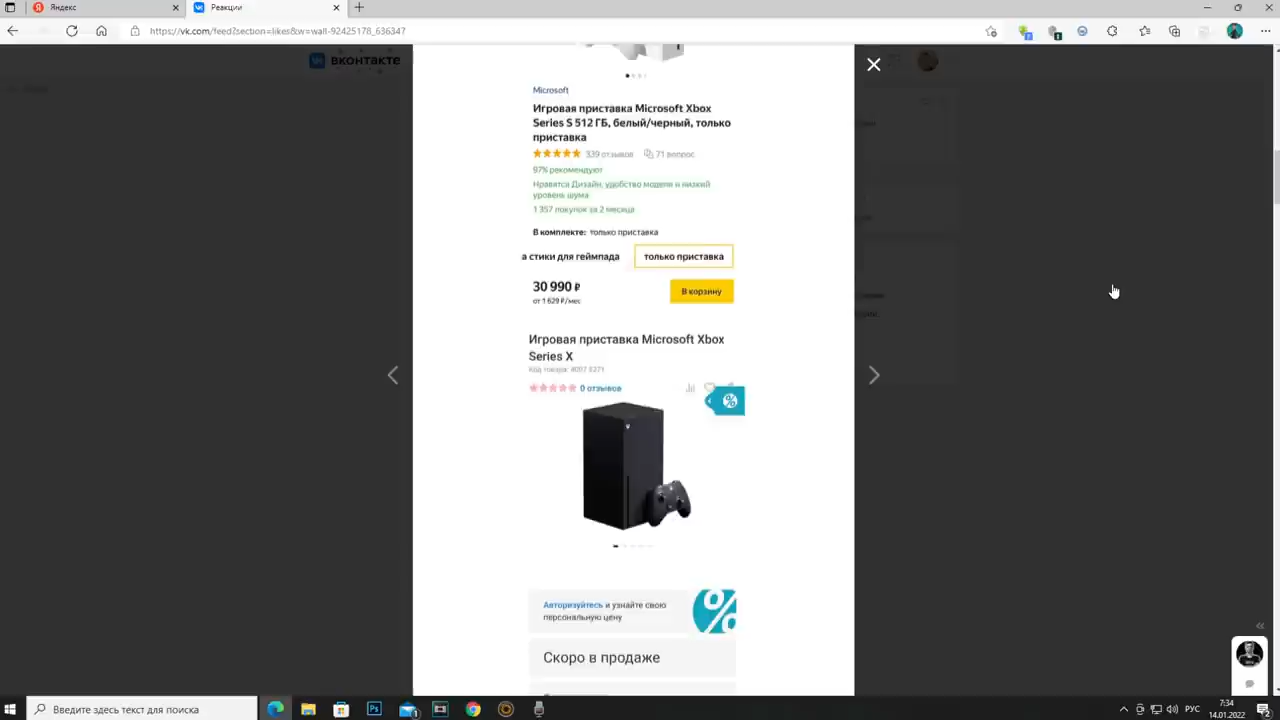 Яндекс
Реакции
https://vk.com/feed?section=likes&w=wall-92425178_636347
вконтакте
Microsoft
Игровая приставка Microsoft Xbox
Series S 512 ГБ, белый/черный, только
приставка
339 отзывов 71 вопрос
97% рекомендуют
Нравятся Дизайн, удобство модели и низкий
уровень шума
1 357 покупок за 2 месяца
В комплекте: только приставка
а стики для геймпада
только приставка
30 990 ₽
от 1 629 ₽/мес
В корзину
Игровая приставка Microsoft Xbox
Series X
Код товара:
0 отзывов
%
Авторизуйтесь и узнайте свою
персональную цену
%
Скоро в продаже
Введите здесь текст для поиска
РУС
7:34
14.01.2022